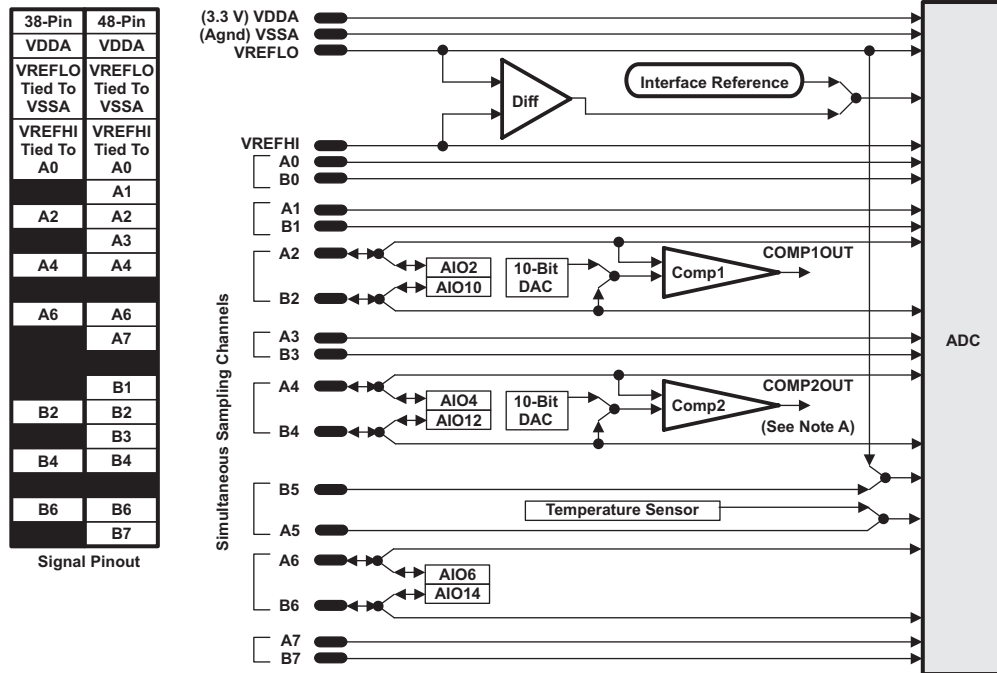 38-Pin 48-Pin
VDDA VDDA
VREFLO VREFLO
Tied To Tied To
VSSA VSSA
VREFHI VREFHI
Tied To Tied To
A0 A0
A1
A2 A2
A3
A4 A4
A6 A6
A7
B1
B2 B2
B3
B4 B4
B6 B6
B7
Signal Pinout
Simultaneous Sampling Channels
(3.3 V) VDDA
(Agnd) VSSA
VREFLO
Diff
Interface Reference
VREFHI
A0
B0
A1
B1
A2
B2
AIO2
AIO10
10-Bit
DAC
Comp1
COMP1OUT
A3
B3
A4
B4
AIO4
AIO12
10-Bit
DAC
Comp2
COMP2OUT
(See Note A)
B5
Temperature Sensor
A5
A6
AIO6
AIO14
B6
A7
B7
ADC